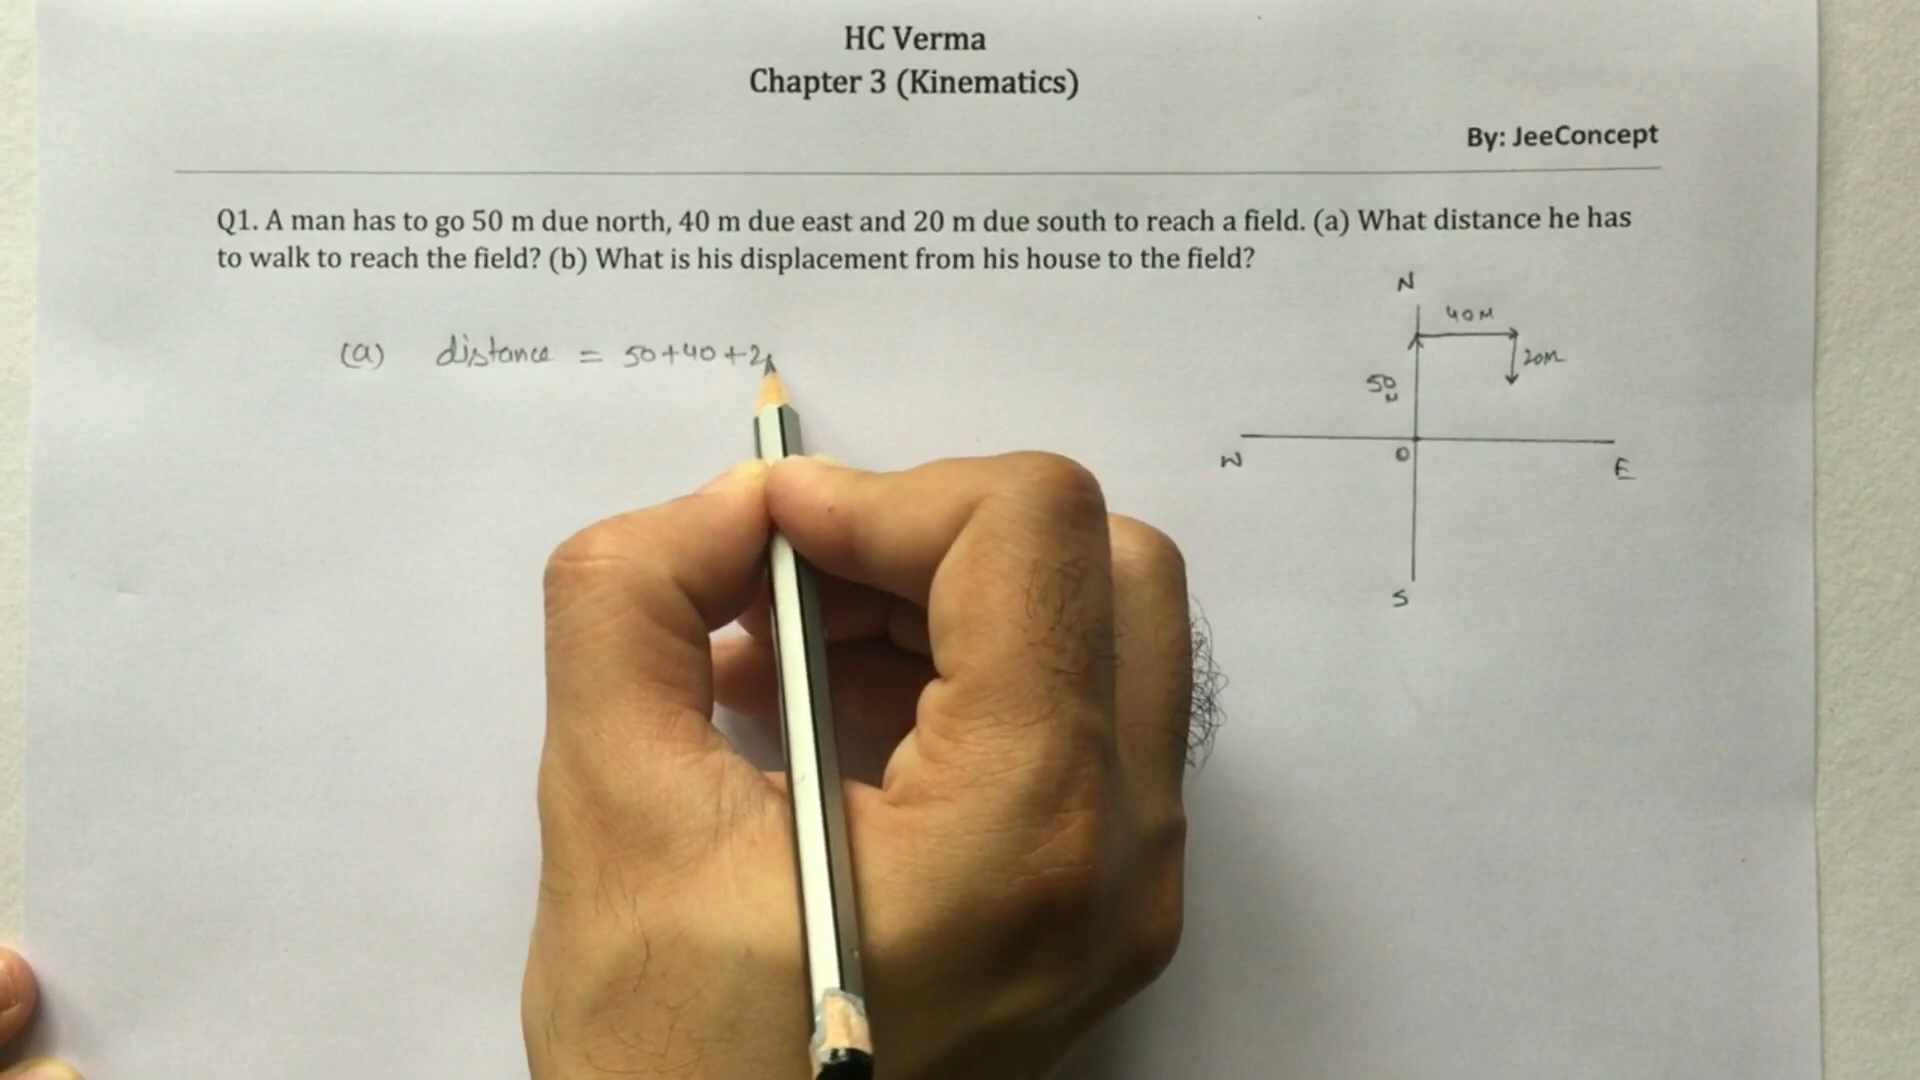 HC Verma
Chapter 3 (Kinematics)
By: JeeConcept
Q1. A man has to go 50 m due north, 40 m due east and 20 m due south to reach a field. (a) What distance he has
to walk to reach the field? (b) What is his displacement from his house to the field?
N
40M
(a) distance = 50+40+2
20M
50
M
W
O
E
S